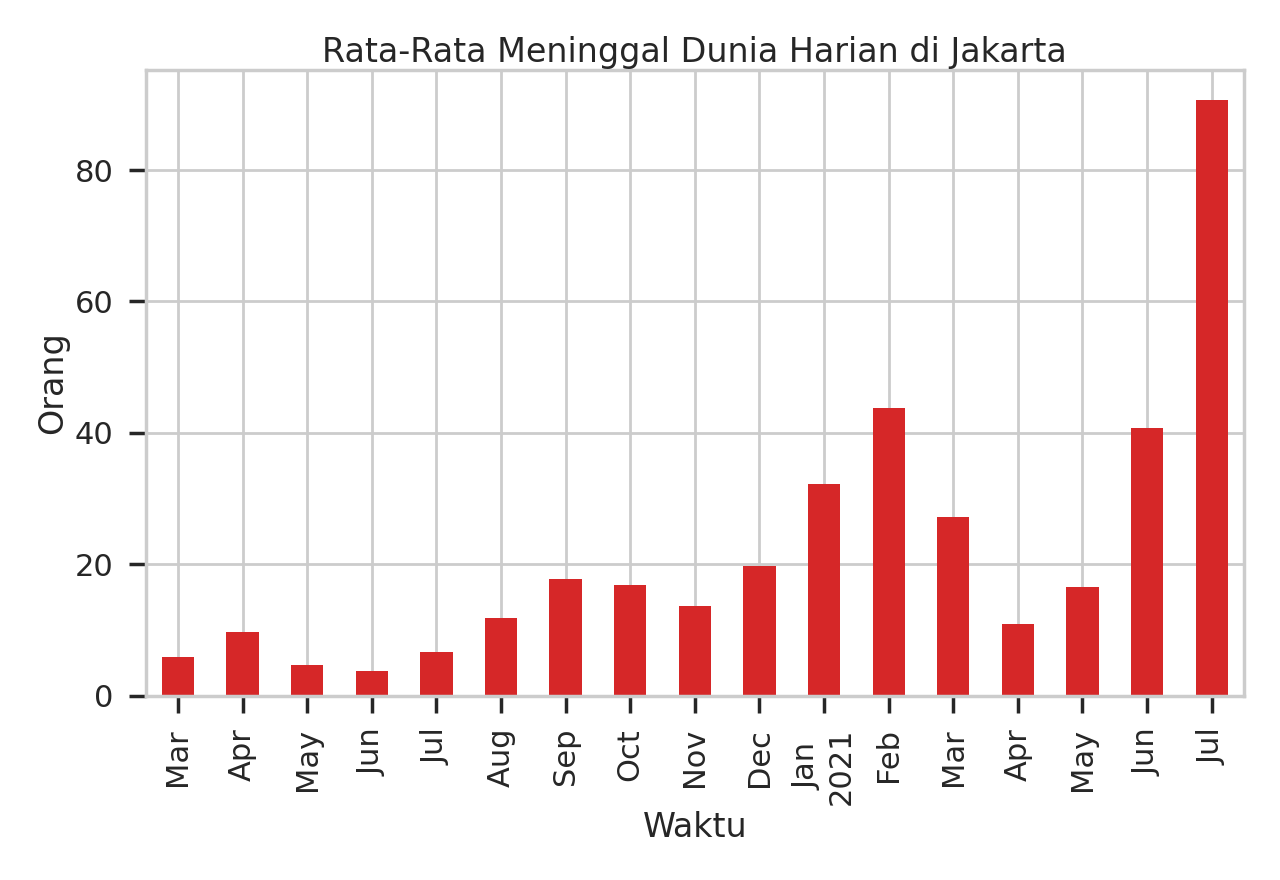 Rata-Rata Meninggal Dunia Harian di Jakarta
80
60
40
20
0
Orang
Mar
Apr
May
Jun
Jul
Aug
Sep
Oct
Nov
Dec
Jan
2021
Feb
Mar
Apr
May
Jun
Jul
Waktu